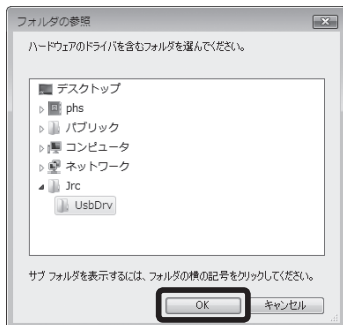 フォルダの参照
ハードウェアのドライバを含むフォルダを選んでください。
デスクトップ
phs
パブリック
コンピュータ
ネットワーク
Jrc
UsbDrv
サブ フォルダを表示するには、フォルダの横の記号をクリックしてください。
OK キャンセル